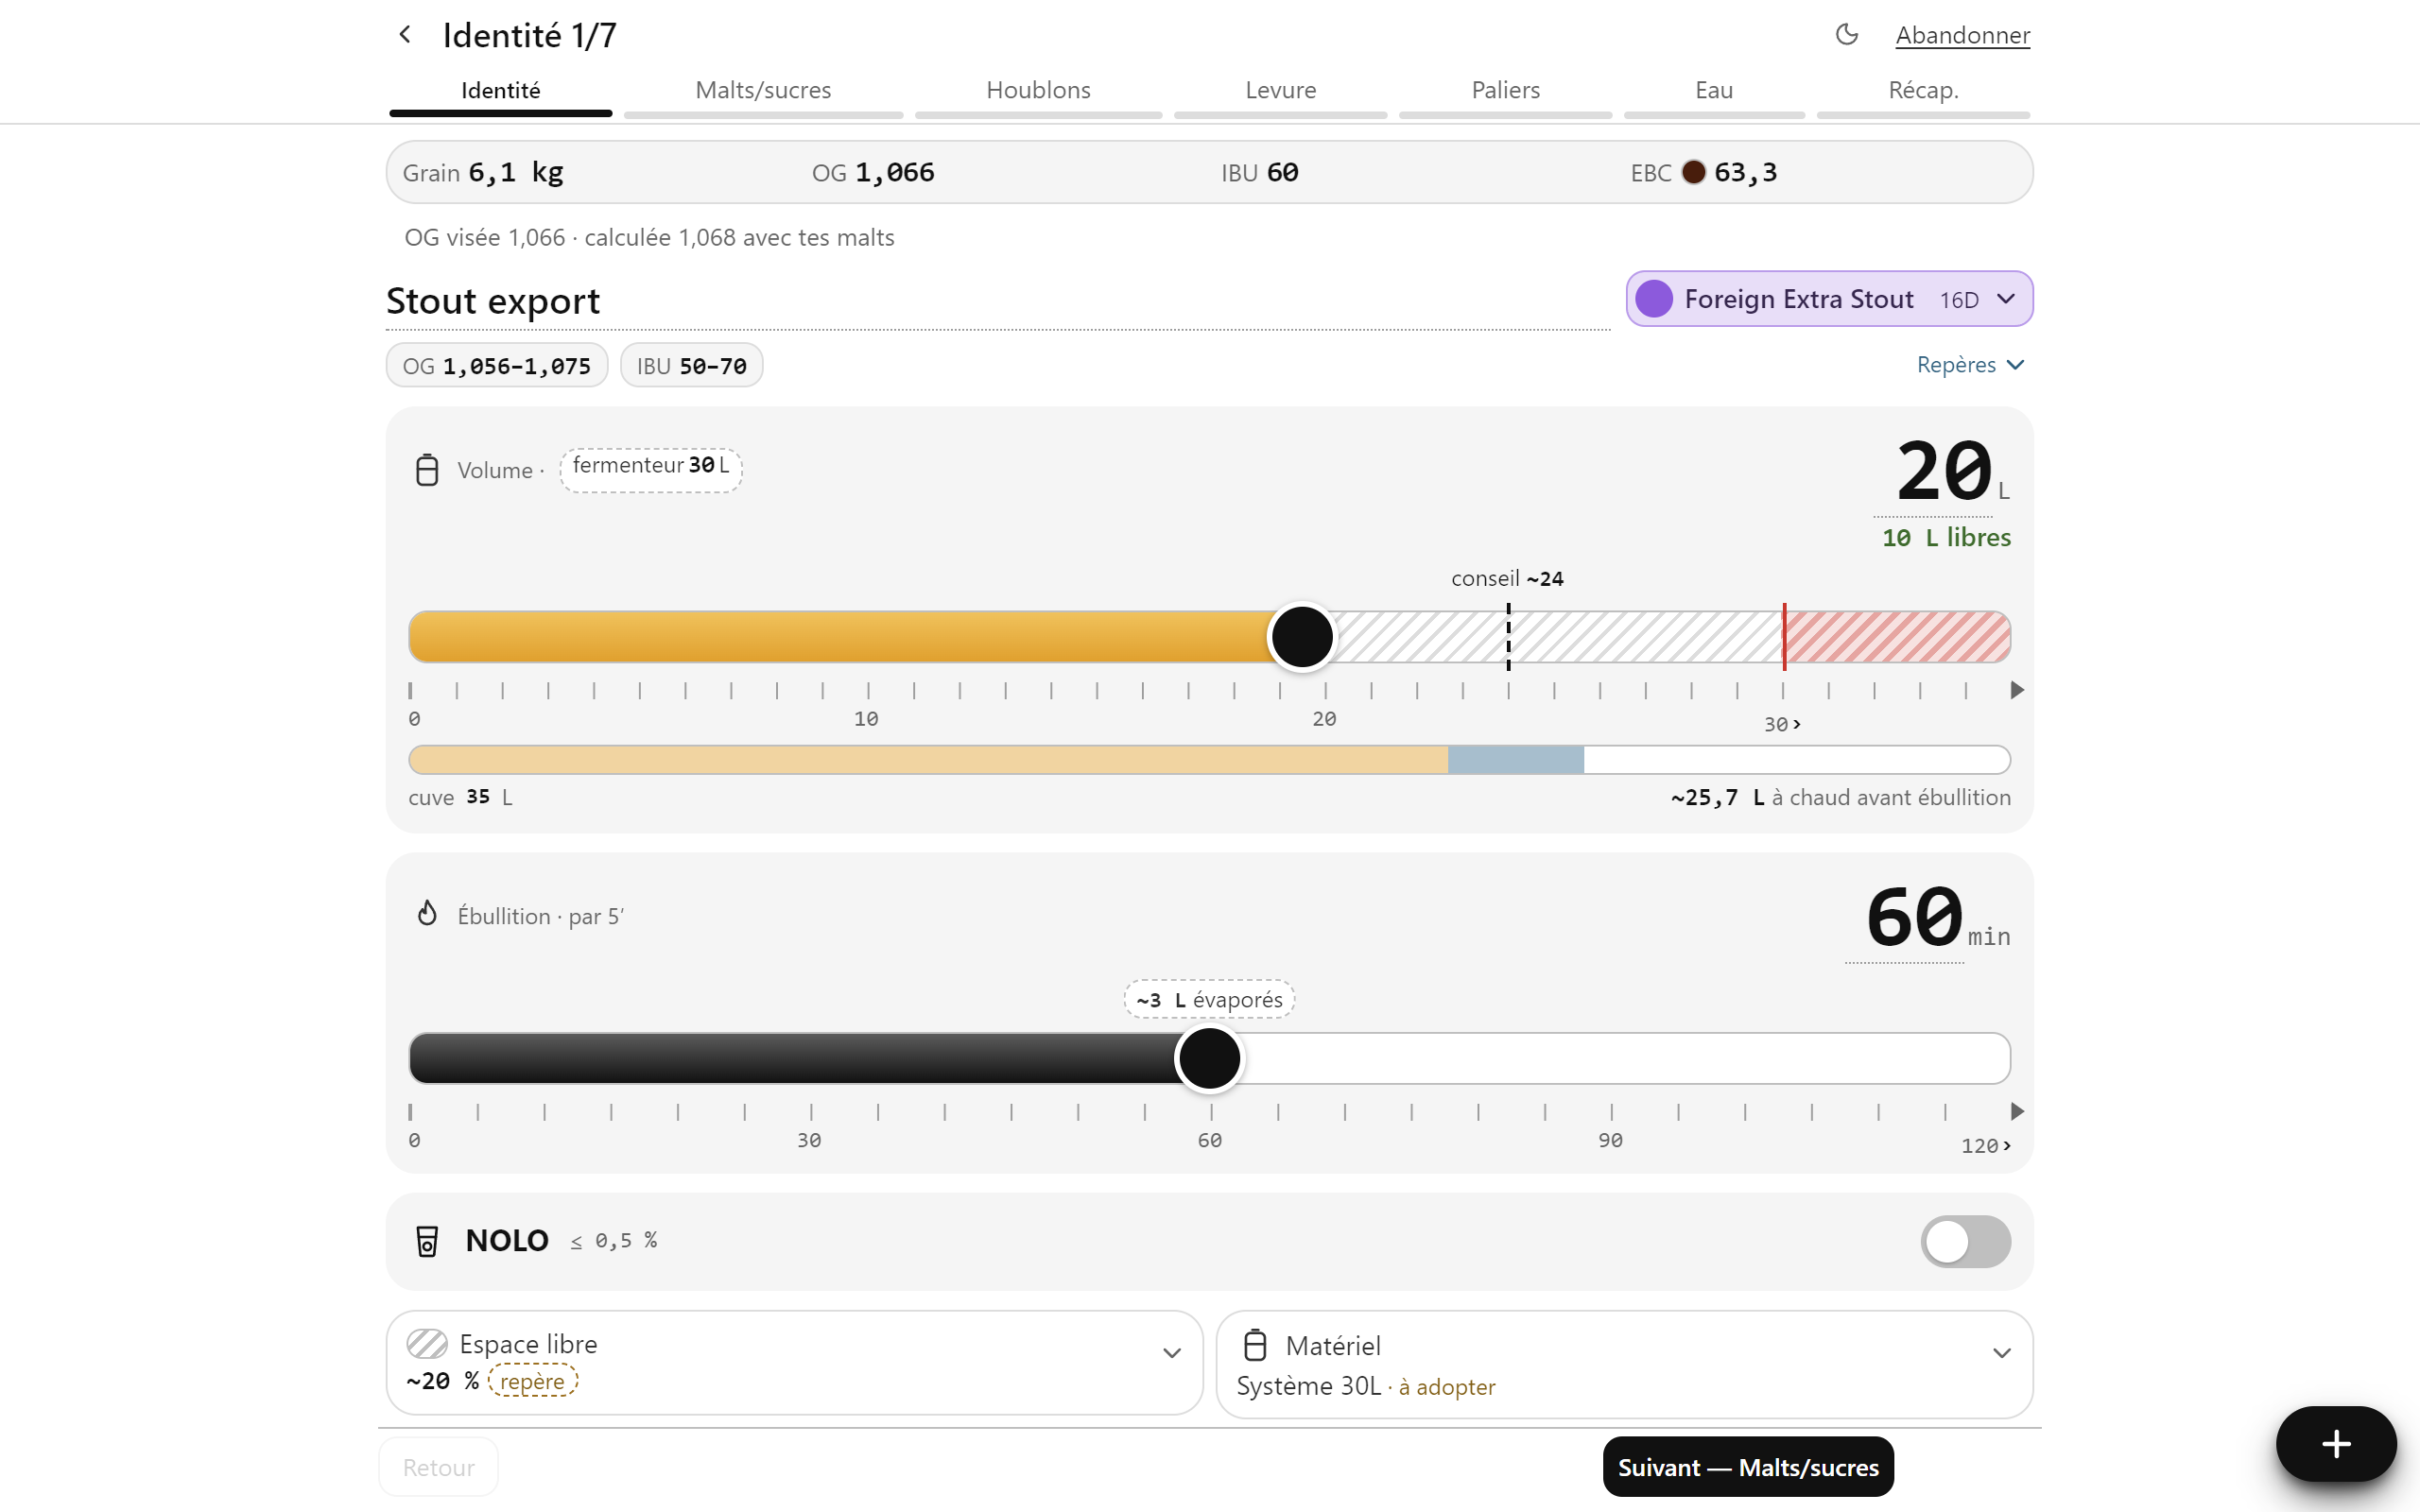 Identité 1/7
Abandonner
Identité
Malts/sucres
Houblons
Levure
Paliers
Eau
Récap.
Grain 6,1 kg
OG 1,066
IBU 60
EBC 63,3
OG visée 1,066 · calculée 1,068 avec tes malts
Stout export
Foreign Extra Stout 16D
OG 1,056–1,075
IBU 50–70
Repères
Volume · fermenteur 30 L
20 L
10 L libres
conseil ~24
0 10 20 30 ›
cuve 35 L
~25,7 L à chaud avant ébullition
Ébullition · par 5′
60 min
~3 L évaporés
0 30 60 90 120 ›
NOLO ≤ 0,5 %
Espace libre
~20 % repère
Matériel
Système 30L · à adopter
Retour
Suivant — Malts/sucres